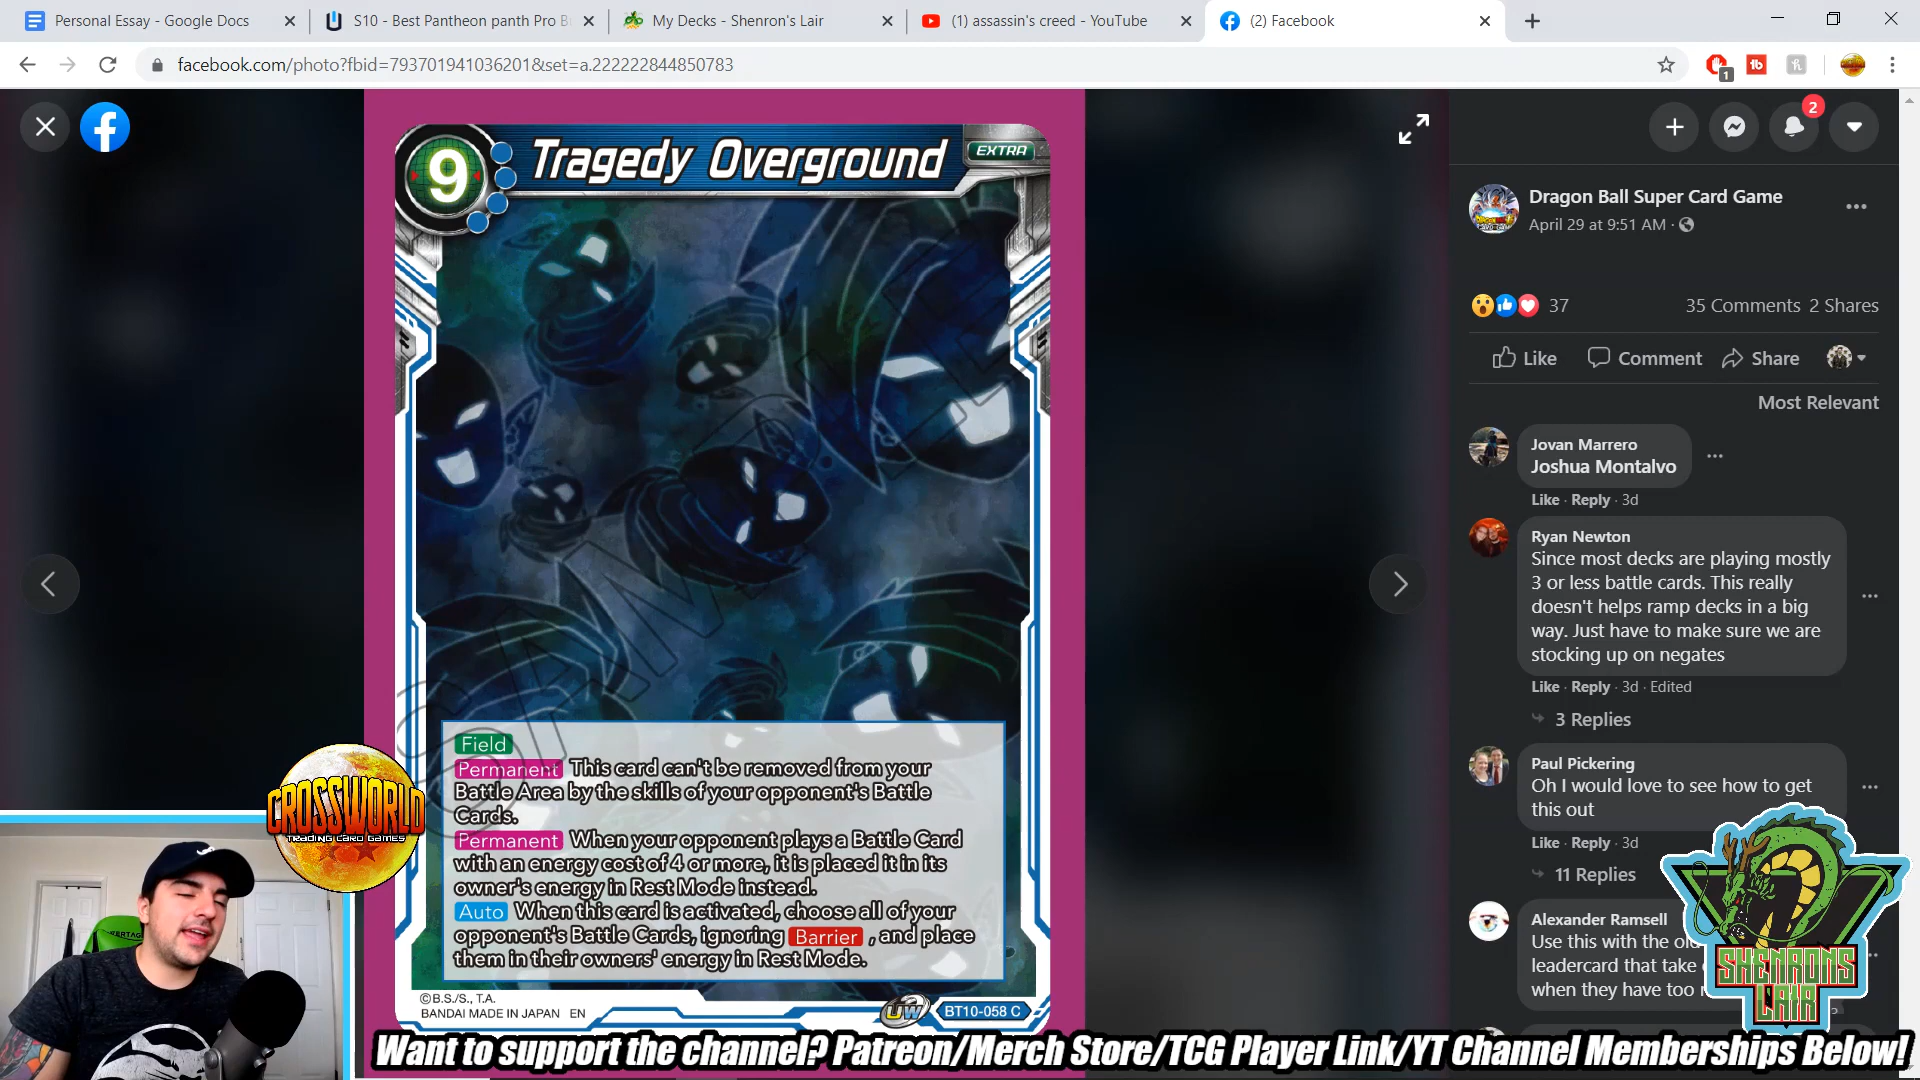 Personal Essay - Google Docs
S10 - Best Pantheon panth Pro B
My Decks - Shenron's Lair
(1) assassin's creed - YouTube
(2) Facebook
facebook.com/photo?fbid=793701941036201&set=a.222222844850783
1
2
9
Tragedy Overground
EXTRA
SAMPLE
Field
Permanent This card can't be removed from your
Battle Area by the skills of your opponent's Battle
Cards.
Permanent When your opponent plays a Battle Card
with an energy cost of 4 or more, it is placed it in its
owner's energy in Rest Mode instead.
Auto When this card is activated, choose all of your
opponent's Battle Cards, ignoring Barrier , and place
them in their owners' energy in Rest Mode.
©B.S./S., T.A.
BANDAI MADE IN JAPAN EN
UW
BT10-058 C
Dragon Ball Super Card Game
April 29 at 9:51 AM ·
37
35 Comments 2 Shares
Like Comment Share
Most Relevant
Jovan Marrero
Joshua Montalvo
Like · Reply · 3d
Ryan Newton
Since most decks are playing mostly
3 or less battle cards. This really
doesn't helps ramp decks in a big
way. Just have to make sure we are
stocking up on negates
Like · Reply · 3d · Edited
3 Replies
Paul Pickering
Oh I would love to see how to get
this out
Like · Reply · 3d
11 Replies
Alexander Ramsell
Use this with the old
leadercard that take
when they have too
CROSSWORLD
TRADING CARD GAMES
SHENRONS
LAIR
Want to support the channel? Patreon/Merch Store/TCG Player Link/YT Channel Memberships Below!